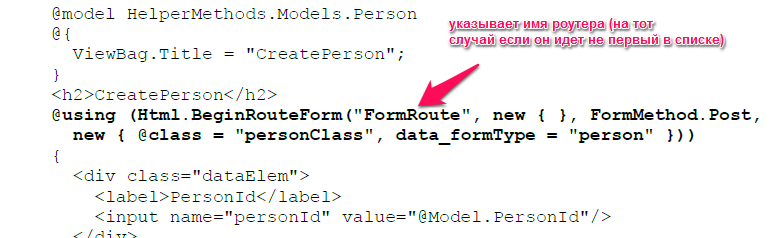 @model HelperMethods.Models.Person
@{
ViewBag.Title = "CreatePerson";
}
указывает имя роутера (на тот
случай если он идет не первый в списке)
<h2>CreatePerson</h2>
@using (Html.BeginRouteForm("FormRoute", new { }, FormMethod.Post,
new { @class = "personClass", data_formType = "person" }))
{
<div class="dataElem">
<label>PersonId</label>
<input name="personId" value="@Model.PersonId"/>
</div>